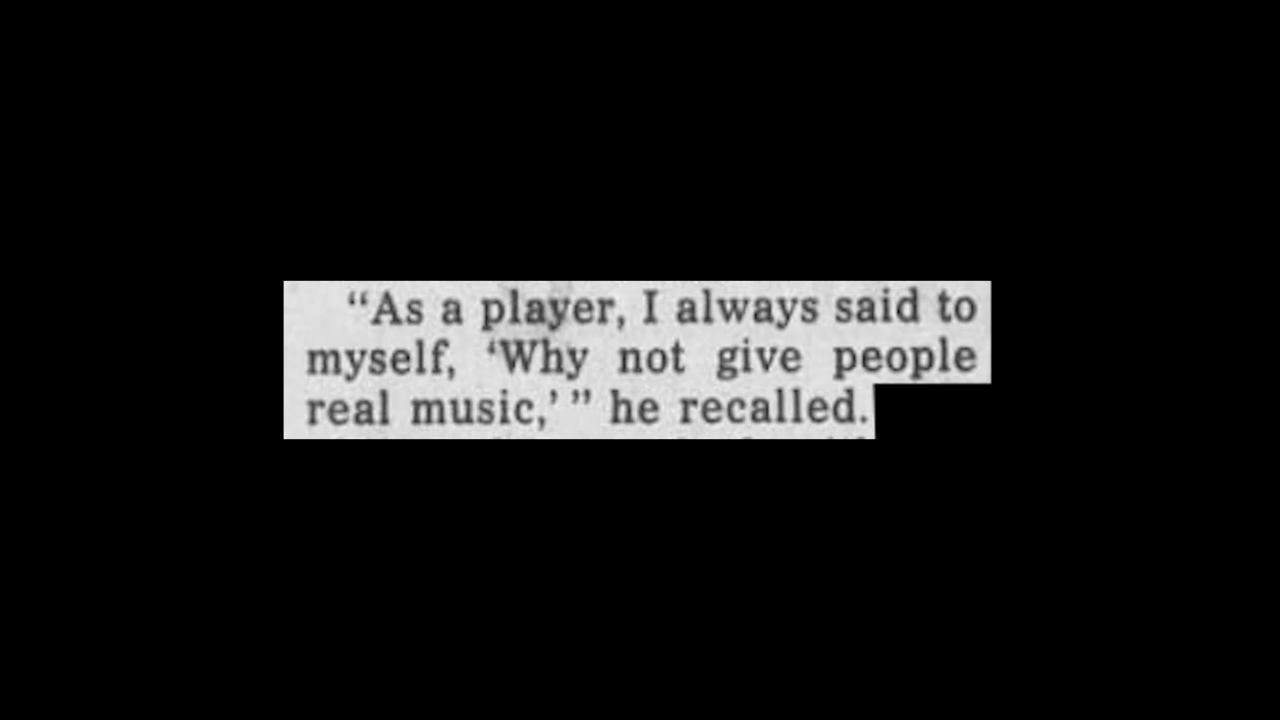 “As a player, I always said to
myself, ‘Why not give people
real music,’ ” he recalled.